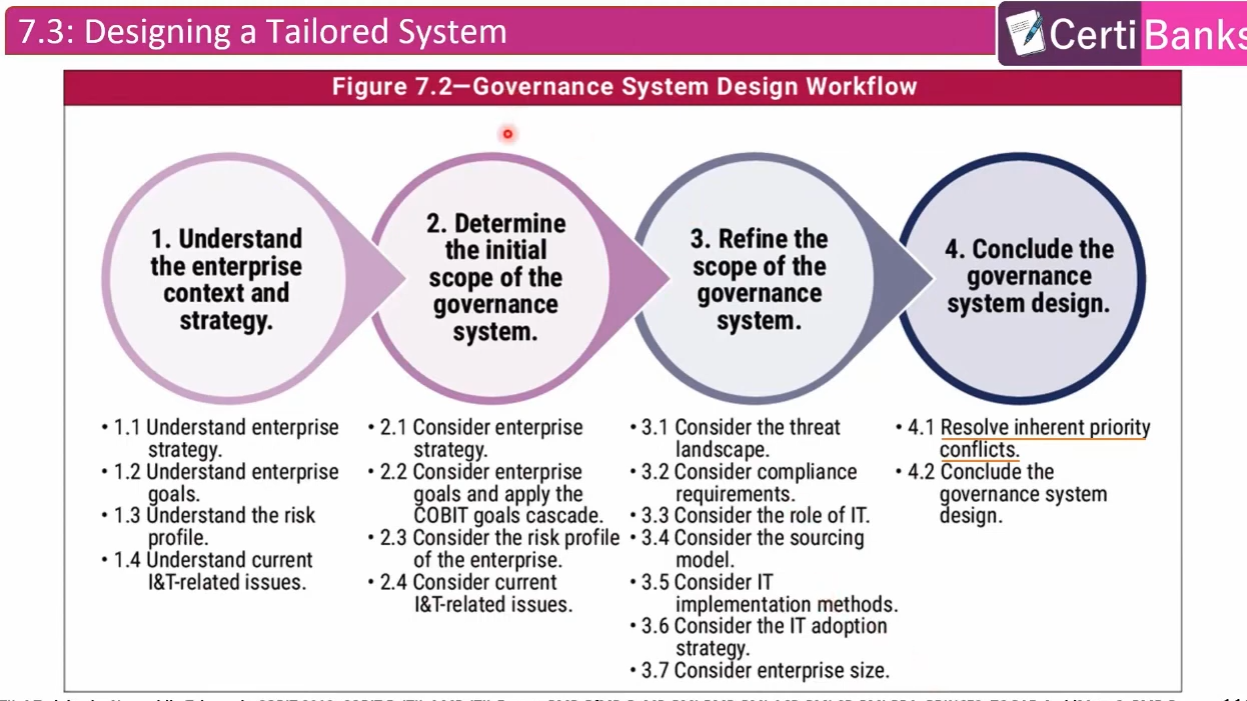 7.3: Designing a Tailored System
CertiBanks
Figure 7.2—Governance System Design Workflow
1. Understand
the enterprise
context and
strategy.
2. Determine
the initial
scope of the
governance
system.
3. Refine the
scope of the
governance
system.
4. Conclude the
governance
system design.
• 1.1 Understand enterprise
strategy.
• 1.2 Understand enterprise
goals.
• 1.3 Understand the risk
profile.
• 1.4 Understand current
I&T-related issues.
• 2.1 Consider enterprise
strategy.
• 2.2 Consider enterprise
goals and apply the
COBIT goals cascade.
• 2.3 Consider the risk profile
of the enterprise.
• 2.4 Consider current
I&T-related issues.
• 3.1 Consider the threat
landscape.
• 3.2 Consider compliance
requirements.
• 3.3 Consider the role of IT.
• 3.4 Consider the sourcing
model.
• 3.5 Consider IT
implementation methods.
• 3.6 Consider the IT adoption
strategy.
• 3.7 Consider enterprise size.
• 4.1 Resolve inherent priority
conflicts.
• 4.2 Conclude the
governance system
design.